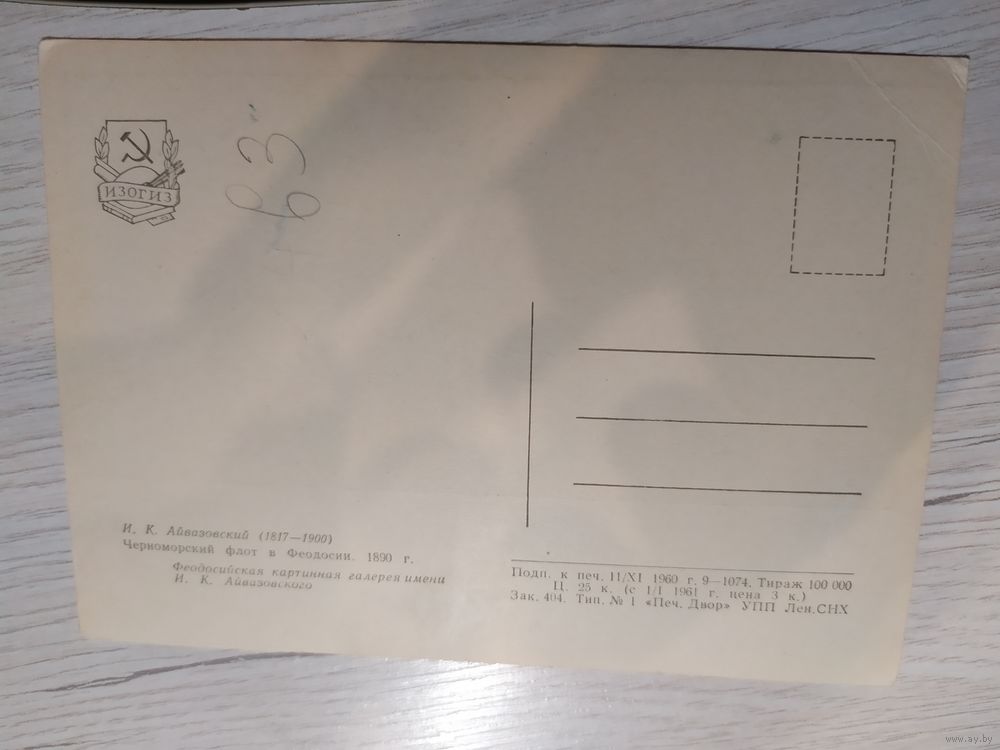 ИЗОГИЗ
63
И. К. Айвазовский (1817—1900)
Черноморский флот в Феодосии. 1890 г.
Феодосийская картинная галерея имени
И. К. Айвазовского
Подп. к печ. 11/XI 1960 г. 9—1074. Тираж 100 000
Ц. 25 к. (с 1/I 1961 г. цена 3 к.)
Зак. 404. Тип. № 1 «Печ. Двор» УПП Лен.СНХ
www.ay.by